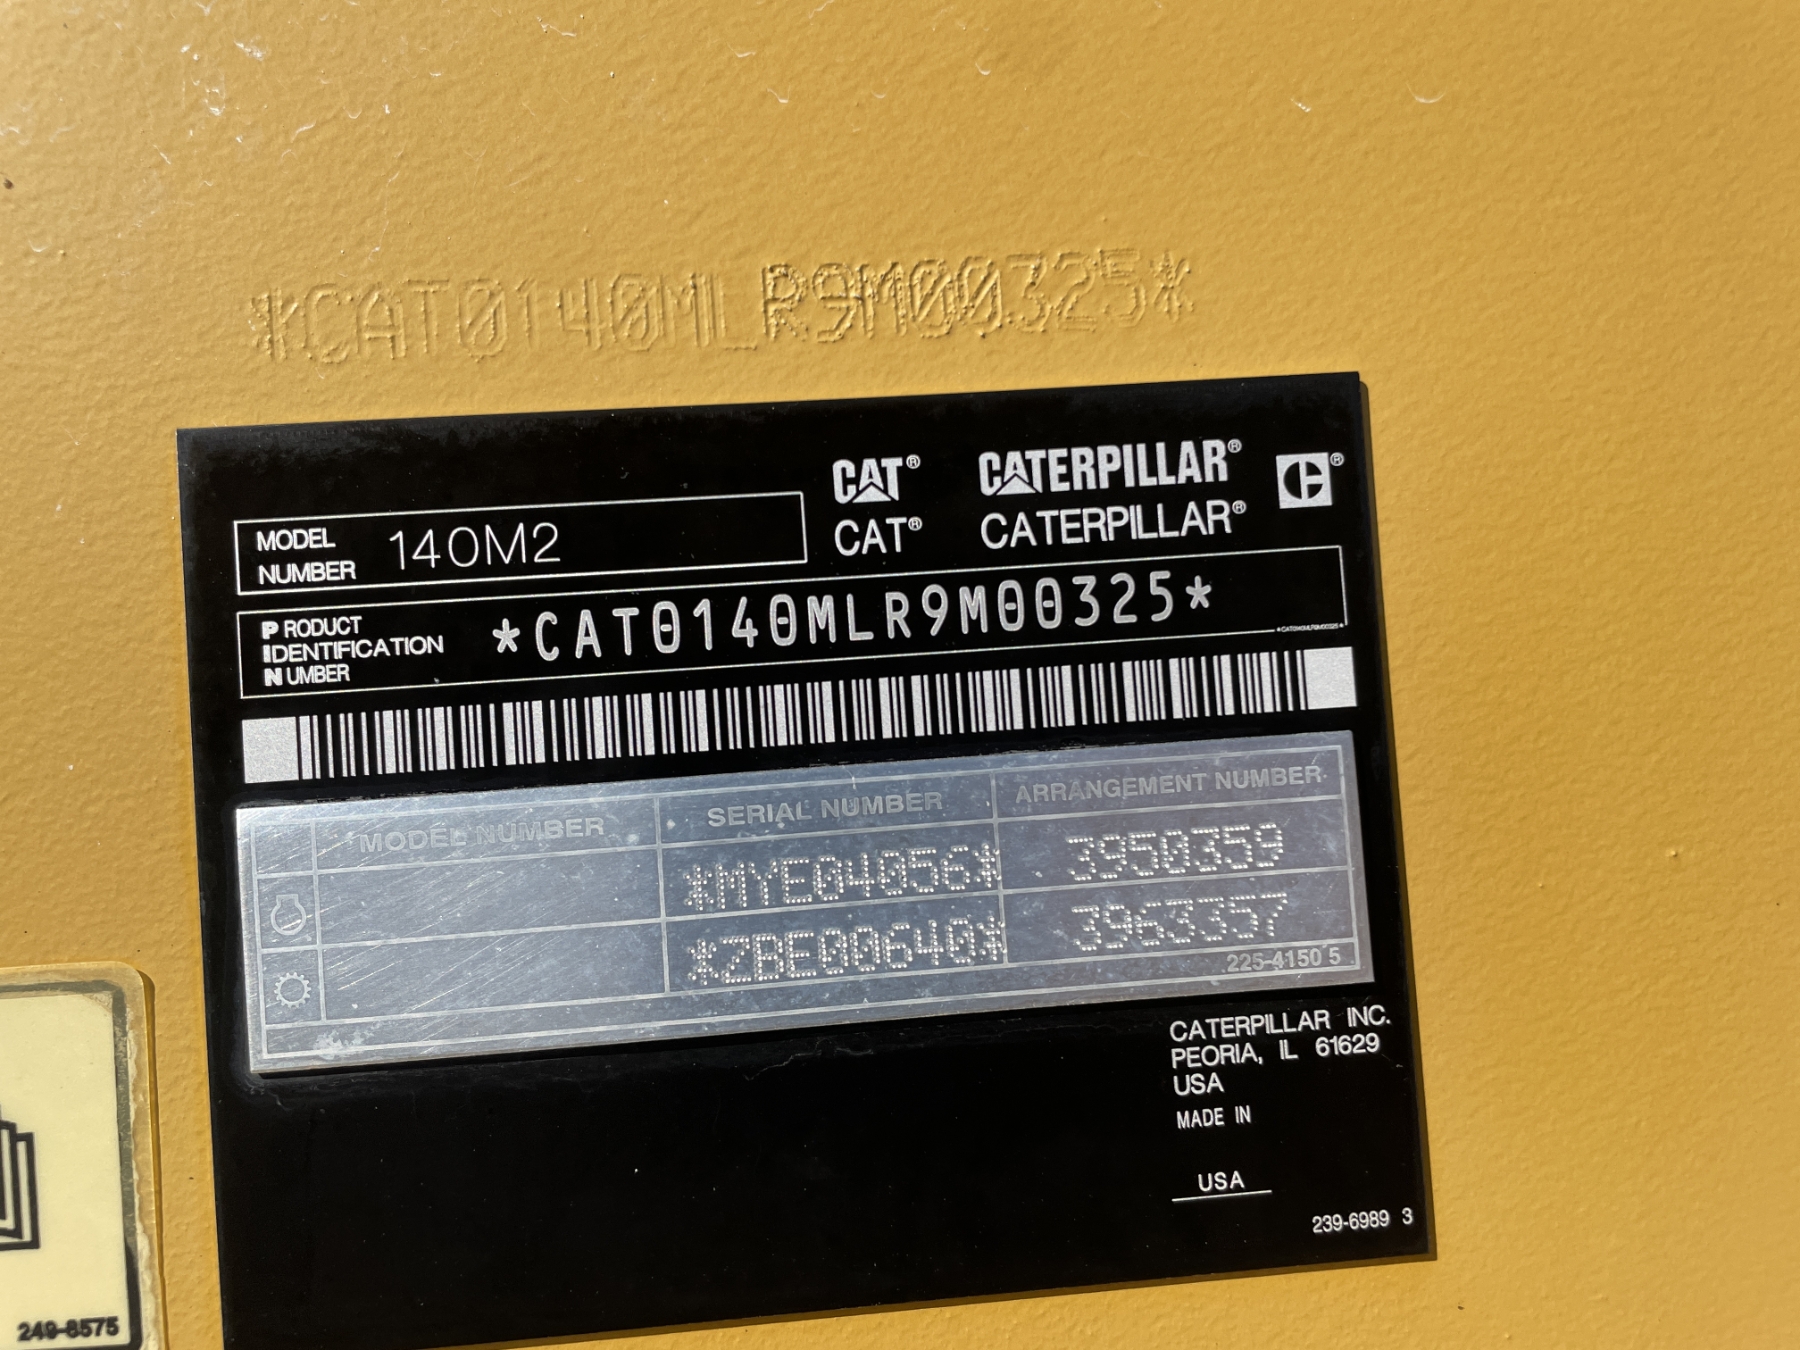 *CAT0140MLR9M00325*
CAT® CATERPILLAR®
CAT® CATERPILLAR®
MODEL NUMBER 140M2
PRODUCT IDENTIFICATION NUMBER *CAT0140MLR9M00325*
*CAT0140MLR9M00325*
MODEL NUMBER SERIAL NUMBER ARRANGEMENT NUMBER
*MYE04056* 3950359
*ZBE00640* 3963357
225-4150 5
CATERPILLAR INC.
PEORIA, IL 61629
USA
MADE IN
USA
239-6989 3
249-8575